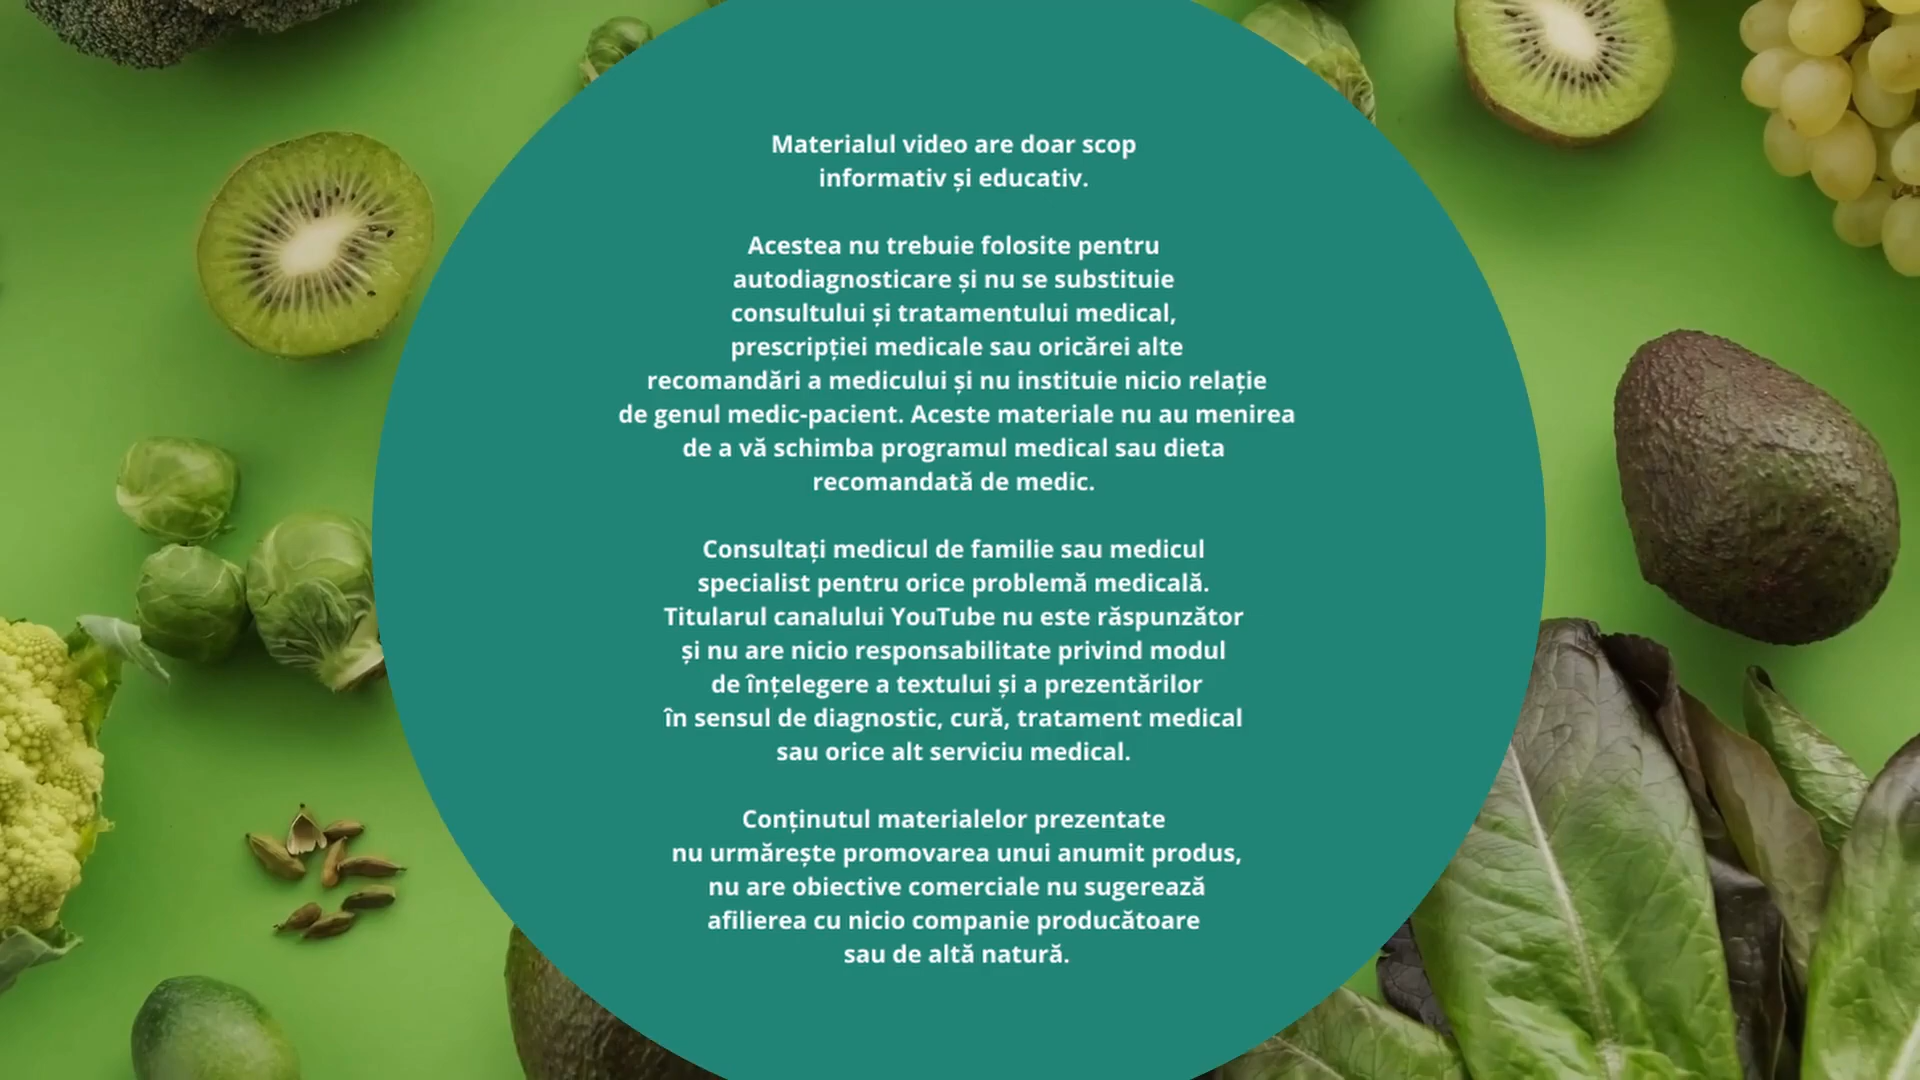 Materialul video are doar scop
informativ și educativ.
Acestea nu trebuie folosite pentru
autodiagnosticare și nu se substituie
consultului și tratamentului medical,
prescripției medicale sau oricărei alte
recomandări a medicului și nu instituie nicio relație
de genul medic-pacient. Aceste materiale nu au menirea
de a vă schimba programul medical sau dieta
recomandată de medic.
Consultați medicul de familie sau medicul
specialist pentru orice problemă medicală.
Titularul canalului YouTube nu este răspunzător
și nu are nicio responsabilitate privind modul
de înțelegere a textului și a prezentărilor
în sensul de diagnostic, cură, tratament medical
sau orice alt serviciu medical.
Conținutul materialelor prezentate
nu urmărește promovarea unui anumit produs,
nu are obiective comerciale nu sugerează
afilierea cu nicio companie producătoare
sau de altă natură.